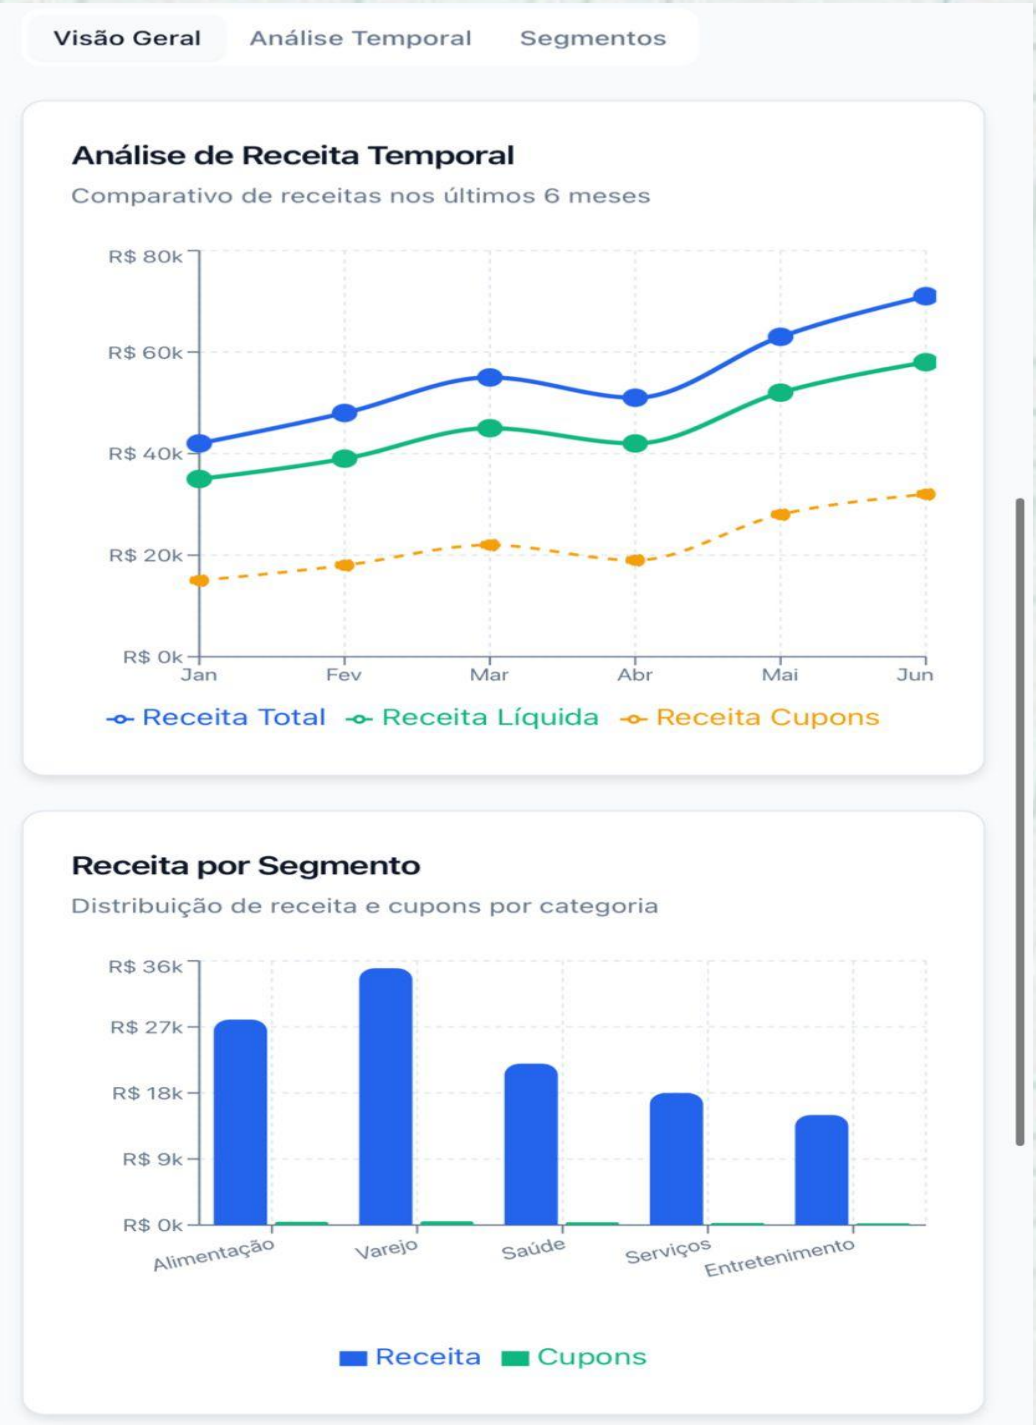 Visão Geral Análise Temporal Segmentos
Análise de Receita Temporal
Comparativo de receitas nos últimos 6 meses
R$ 80k
R$ 60k
R$ 40k
R$ 20k
R$ 0k
Jan Fev Mar Abr Mai Jun
Receita Total Receita Líquida Receita Cupons
Receita por Segmento
Distribuição de receita e cupons por categoria
R$ 36k
R$ 27k
R$ 18k
R$ 9k
R$ 0k
Alimentação Varejo Saúde Serviços Entretenimento
Receita Cupons